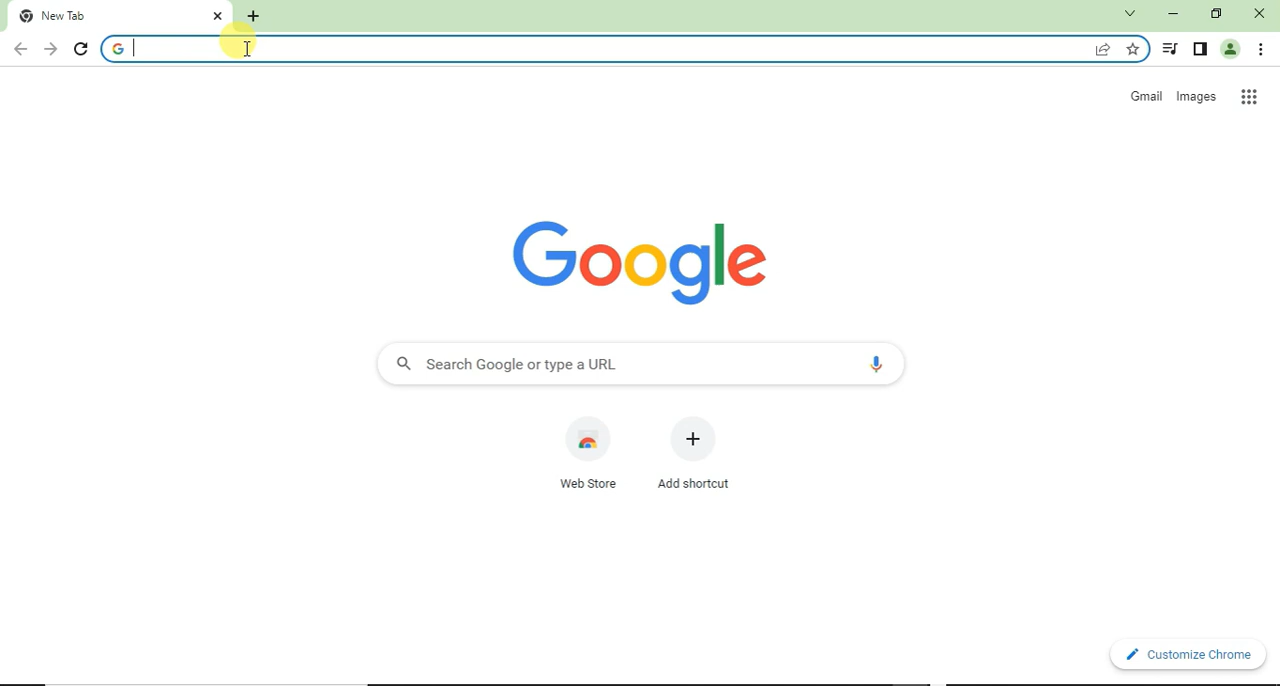 New Tab
Gmail Images
Google
Search Google or type a URL
Web Store
Add shortcut
Customize Chrome